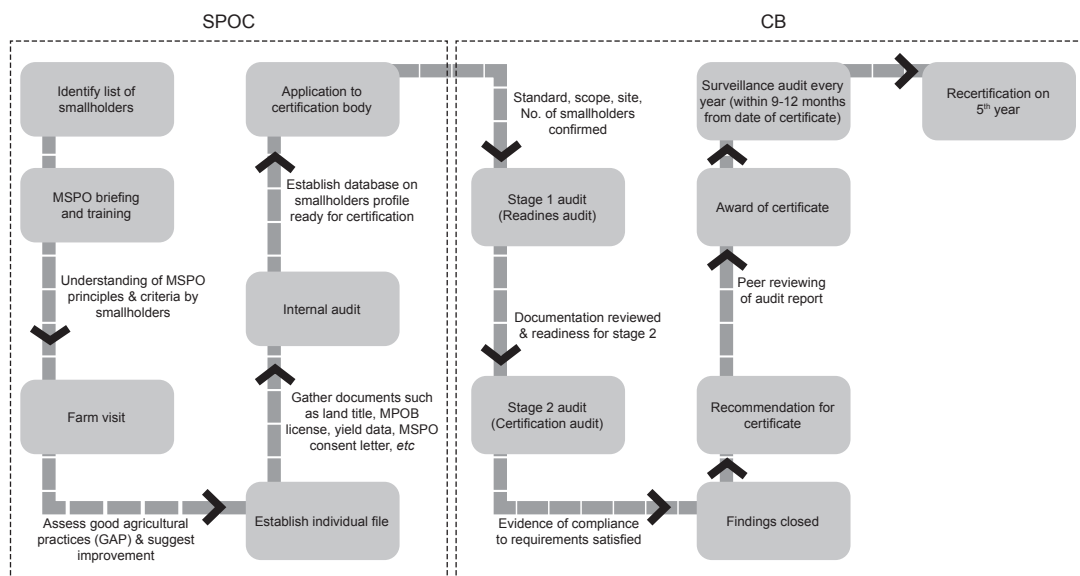 SPOC
Identify list of
smallholders
MSPO briefing
and training
Understanding of MSPO
principles & criteria by
smallholders
Farm visit
Assess good agricultural
practices (GAP) & suggest
improvement
Establish individual file
Gather documents such
as land title, MPOB
license, yield data, MSPO
consent letter, etc
Internal audit
Establish database on
smallholders profile
ready for certification
Application to
certification body
CB
Standard, scope, site,
No. of smallholders
confirmed
Stage 1 audit
(Readines audit)
Documentation reviewed
& readiness for stage 2
Stage 2 audit
(Certification audit)
Evidence of compliance
to requirements satisfied
Findings closed
Recommendation for
certificate
Peer reviewing
of audit report
Award of certificate
Surveillance audit every
year (within 9-12 months
from date of certificate)
Recertification on
5th year